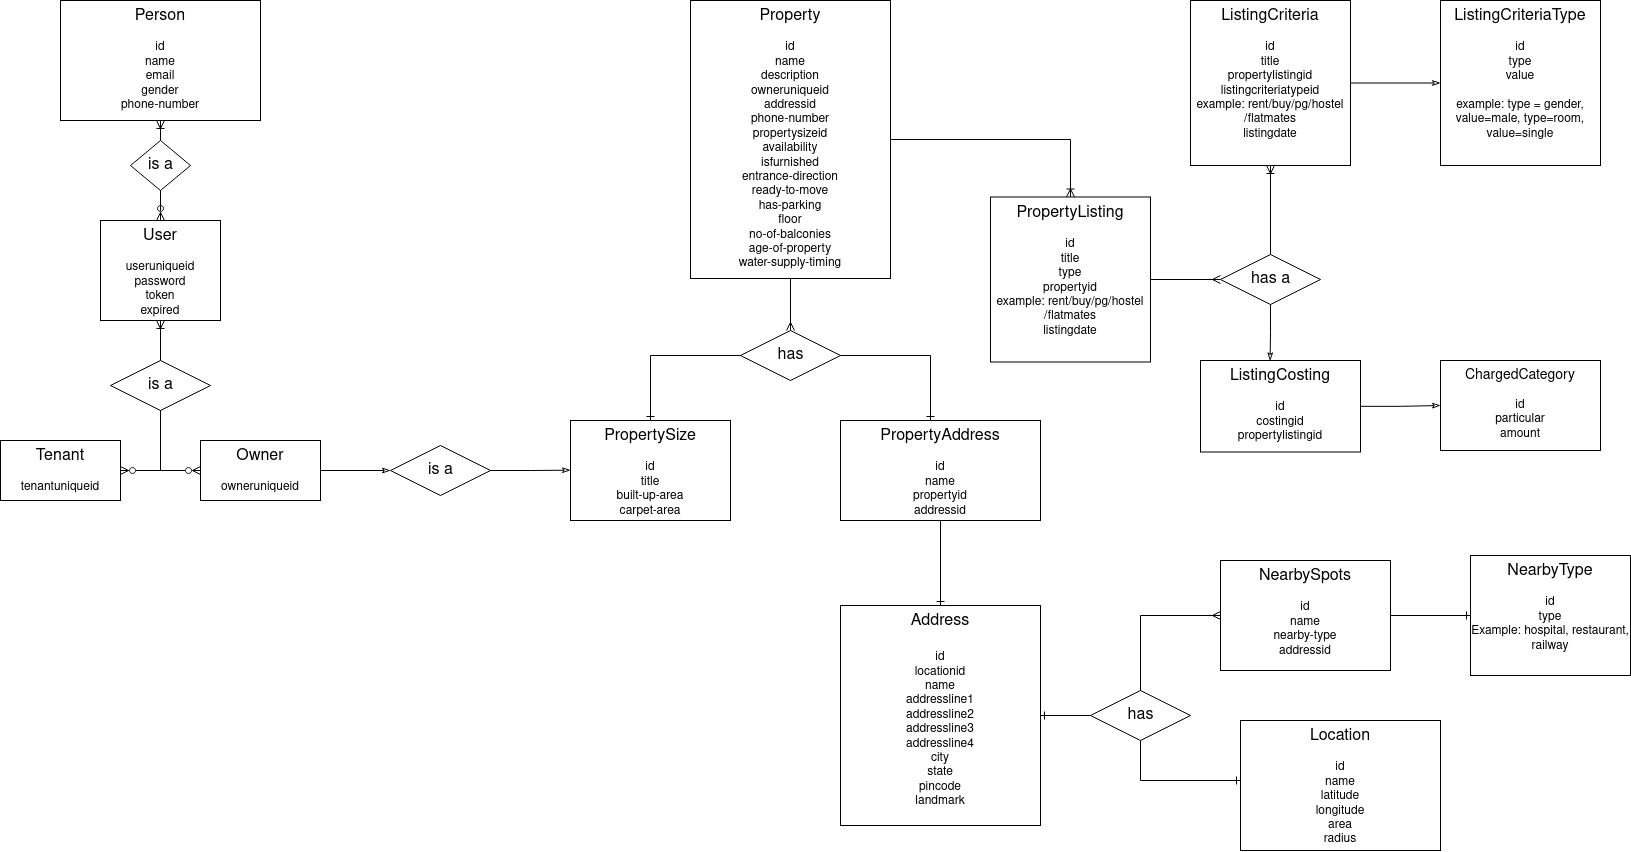 Person
id
name
email
gender
phone-number
is a
User
useruniqueid
password
token
expired
is a
Tenant
tenantuniqueid
Owner
owneruniqueid
is a
Property
id
name
description
owneruniqueid
addressid
phone-number
propertysizeid
availability
isfurnished
entrance-direction
ready-to-move
has-parking
floor
no-of-balconies
age-of-property
water-supply-timing
has
PropertySize
id
title
built-up-area
carpet-area
PropertyAddress
id
name
propertyid
addressid
PropertyListing
id
title
type
propertyid
example: rent/buy/pg/hostel
/flatmates
listingdate
has a
ListingCriteria
id
title
propertylistingid
listingcriteriatypeid
example: rent/buy/pg/hostel
/flatmates
listingdate
ListingCriteriaType
id
type
value
example: type = gender,
value=male, type=room,
value=single
ListingCosting
id
costingid
propertylistingid
ChargedCategory
id
particular
amount
Address
id
locationid
name
addressline1
addressline2
addressline3
addressline4
city
state
pincode
landmark
has
NearbySpots
id
name
nearby-type
addressid
NearbyType
id
type
Example: hospital, restaurant,
railway
Location
id
name
latitude
longitude
area
radius